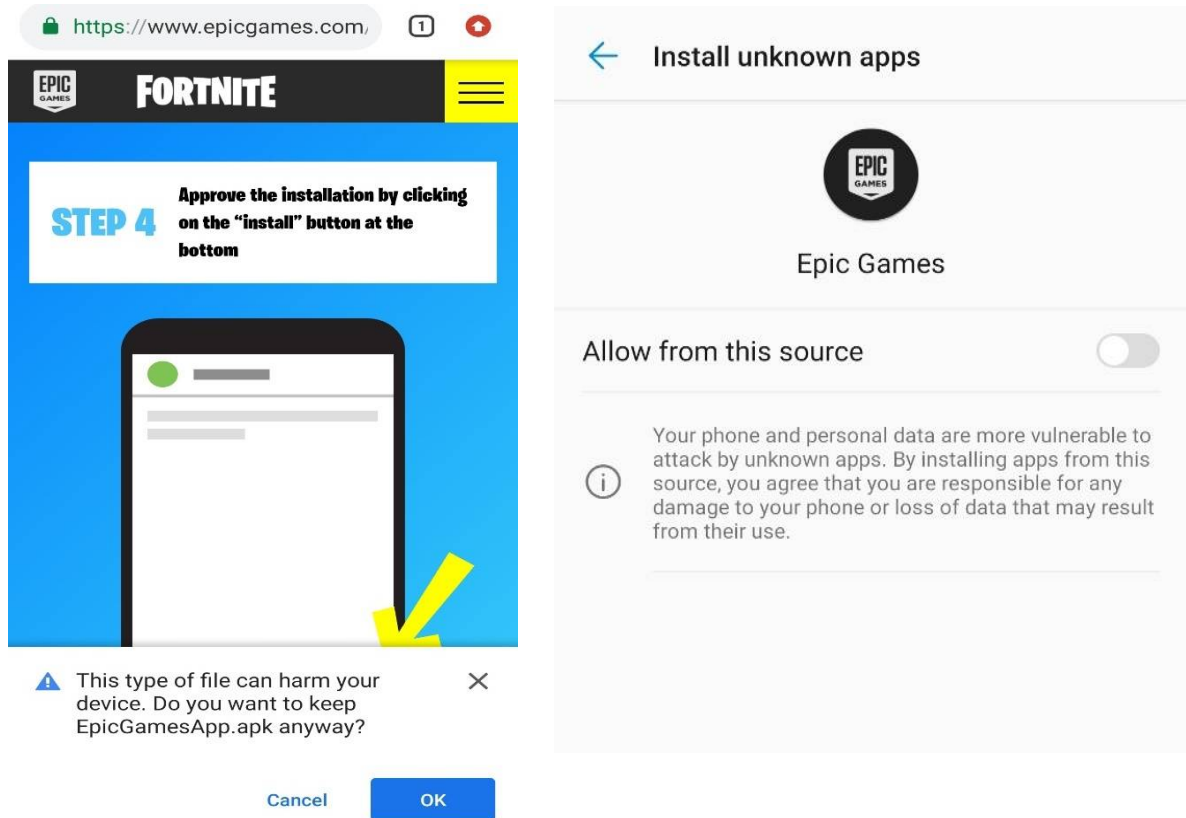 https://www.epicgames.com/
1
EPIC
GAMES
FORTNITE
STEP 4
Approve the installation by clicking
on the “install” button at the
bottom
This type of file can harm your
device. Do you want to keep
EpicGamesApp.apk anyway?
Cancel
OK
Install unknown apps
EPIC
GAMES
Epic Games
Allow from this source
Your phone and personal data are more vulnerable to
attack by unknown apps. By installing apps from this
source, you agree that you are responsible for any
damage to your phone or loss of data that may result
from their use.